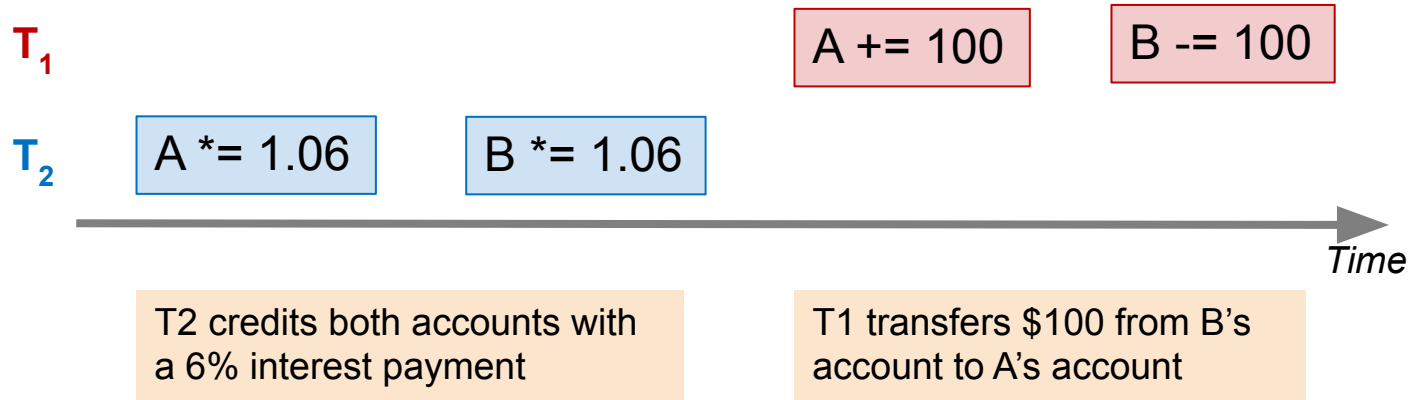 T1 A += 100 B -= 100
T2 A *= 1.06 B *= 1.06
Time
T2 credits both accounts with
a 6% interest payment
T1 transfers $100 from B’s
account to A’s account